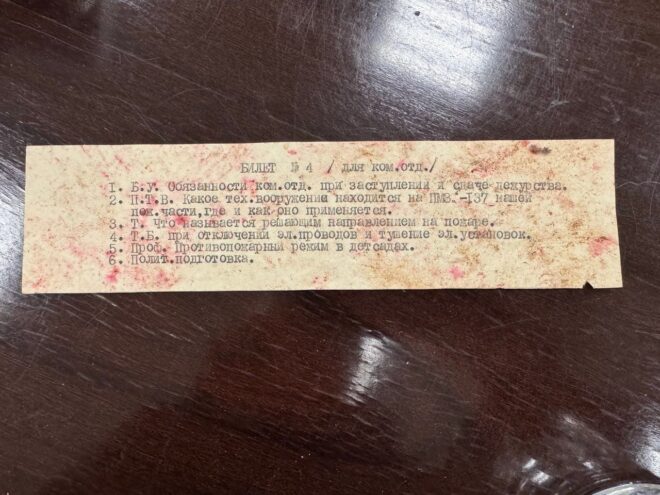 БИЛЕТ № 4 / для ком.отд./
1. Б.У. Обязанности ком.отд. при заступлении и сдаче дежурства.
2. П.Т.В. Какое тех.вооружение находится на ПМЗ.-137 нашей
пож.части,где и как оно применяется.
3. Т. Что называется решающим направлением на пожаре.
4. Т.Б. при отключении эл.проводов и тушение эл.установок.
5. Проф. Противопожарный режим в детсадах.
6. Полит.подготовка.